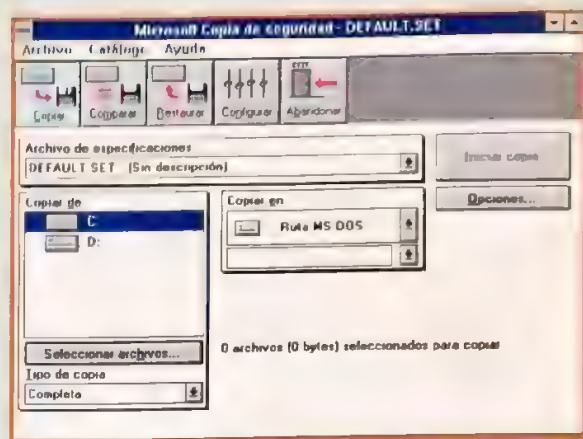 Microsoft Copia de seguridad - DEFAULT.SET
Archivo Catálogo Ayuda
Copiar Comparar Restaurar Configurar Abandonar
EXIT
Archivo de especificaciones
DEFAULT SET (Sin descripción)
Iniciar copia
Copiar de
Copiar en
Opciones...
C:
D:
Ruta MS DOS
Seleccionar archivos...
0 archivos (0 bytes) seleccionados para copiar
Tipo de copia
Completa